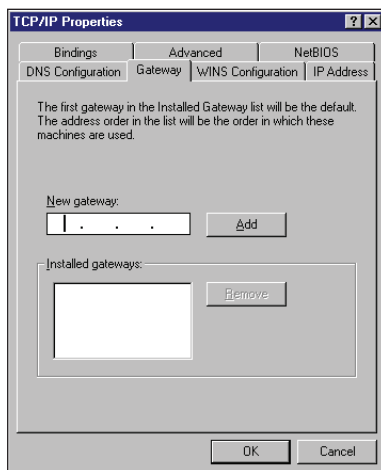 TCP/IP Properties
? X
Bindings Advanced NetBIOS
DNS Configuration Gateway WINS Configuration IP Address
The first gateway in the Installed Gateway list will be the default.
The address order in the list will be the order in which these
machines are used.
New gateway:
. . .
Add
Installed gateways:
Remove
OK Cancel